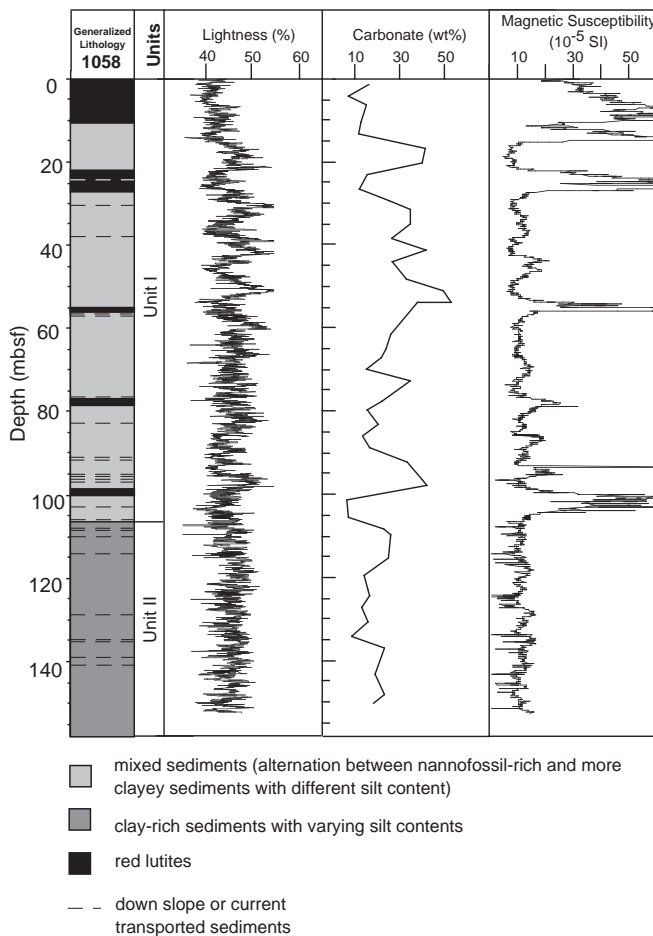 Generalized
Lithology
1058
Units
Lightness (%)
40 50 60
Carbonate (wt%)
10 30 50
Magnetic Susceptibility
(10-5 SI)
10 30 50
Depth (mbsf)
0
20
40
60
80
100
120
140
Unit I
Unit II
mixed sediments (alternation between nannofossil-rich and more
clayey sediments with different silt content)
clay-rich sediments with varying silt contents
red lutites
down slope or current
transported sediments